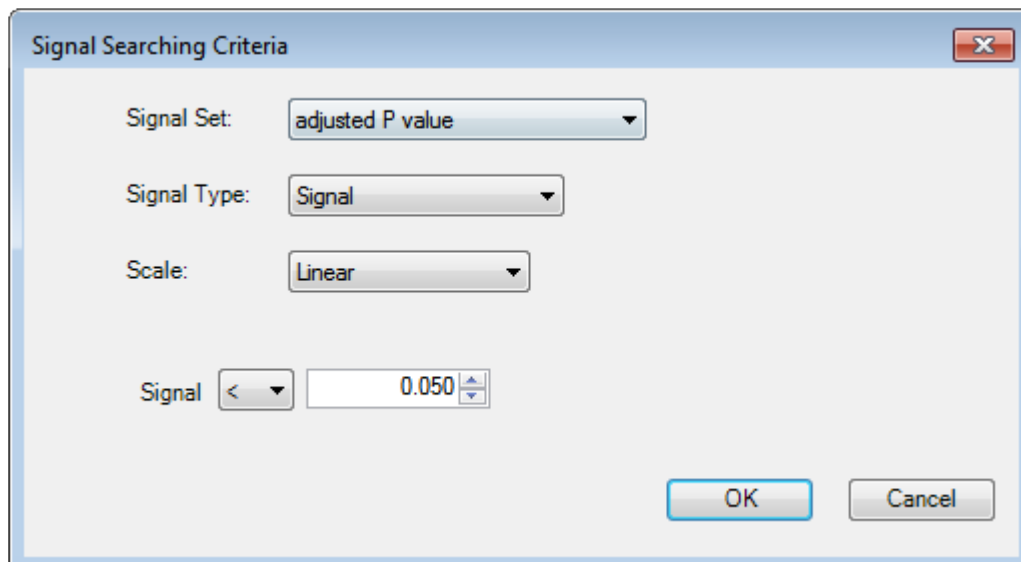 Signal Searching Criteria
Signal Set: adjusted P value
Signal Type: Signal
Scale: Linear
Signal < 0.050
OK Cancel